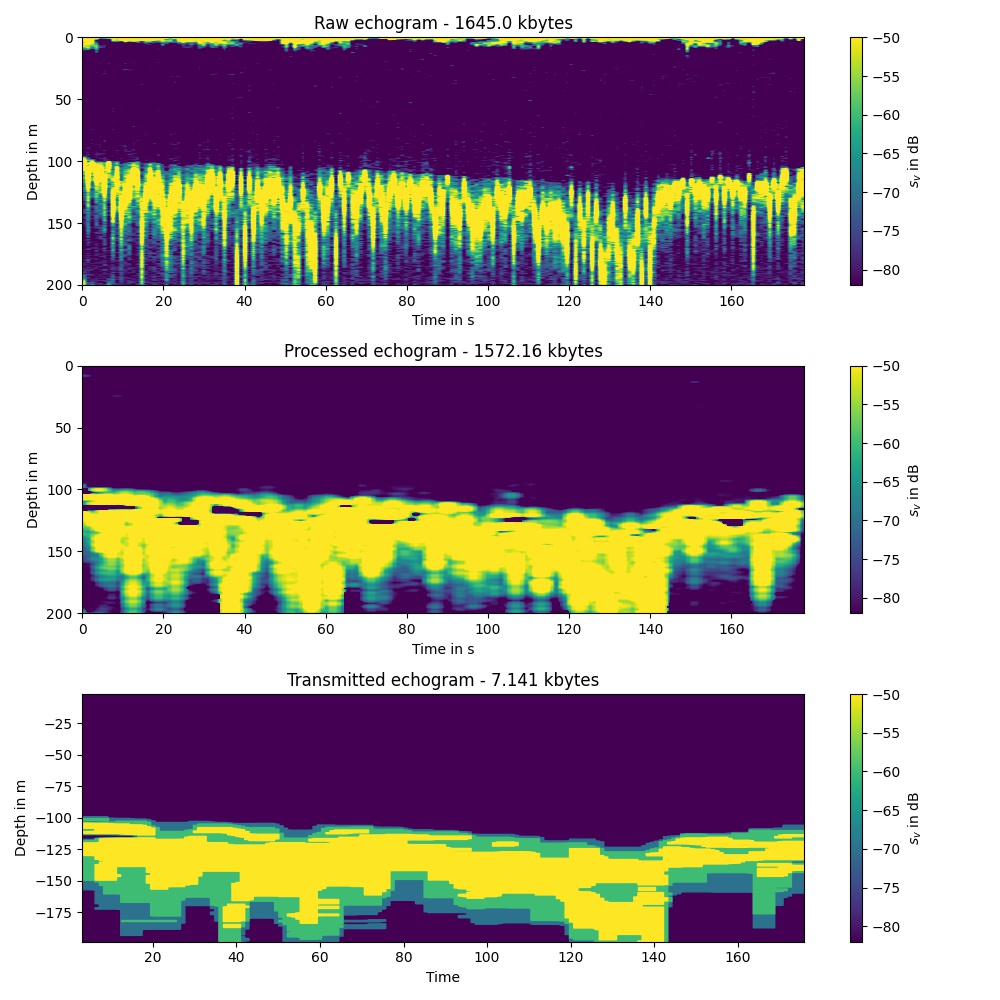 Raw echogram - 1645.0 kbytes
0
50
100
150
200
Depth in m
0 20 40 60 80 100 120 140 160
Time in s
−50
−55
−60
−65
−70
−75
−80
sv in dB
Processed echogram - 1572.16 kbytes
0
50
100
150
200
Depth in m
0 20 40 60 80 100 120 140 160
Time in s
−50
−55
−60
−65
−70
−75
−80
sv in dB
Transmitted echogram - 7.141 kbytes
−25
−50
−75
−100
−125
−150
−175
Depth in m
20 40 60 80 100 120 140 160
Time
−50
−55
−60
−65
−70
−75
−80
sv in dB